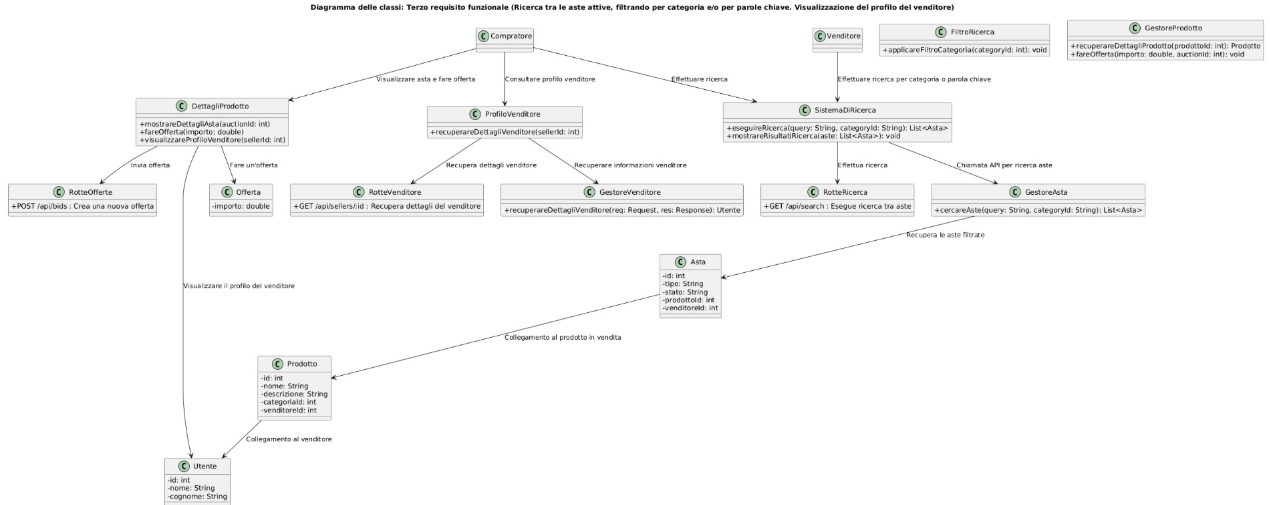 Diagramma delle classi: Terzo requisito funzionale (Ricerca tra le aste attive, filtrando per categoria e/o per parole chiave. Visualizzazione del profilo del venditore)
C Compratore
C Venditore
C FiltroRicerca
+applicareFiltroCategoria(categoryId: int): void
C GestoreProdotto
+recuperareDettagliProdotto(prodottoId: int): Prodotto
+fareOfferta(importo: double, auctionId: int): void
Visualizzare asta e fare offerta
Consultare profilo venditore
Effettuare ricerca
Effettuare ricerca per categoria o parola chiave
C DettagliProdotto
+mostrareDettagliAsta(auctionId: int)
+fareOfferta(importo: double)
+visualizzareProfiloVenditore(sellerId: int)
C ProfiloVenditore
+recuperareDettagliVenditore(sellerId: int)
C SistemaDiRicerca
+eseguireRicerca(query: String, categoryId: String): List<Asta>
+mostrareRisultatiRicerca(aste: List<Asta>): void
Invia offerta
Fare un'offerta
Recupera dettagli venditore
Recuperare informazioni venditore
Effettua ricerca
Chiamata API per ricerca aste
C RotteOfferte
+POST /api/bids : Crea una nuova offerta
C Offerta
-importo: double
C RotteVenditore
+GET /api/sellers/:id : Recupera dettagli del venditore
C GestoreVenditore
+recuperareDettagliVenditore(req: Request, res: Response): Utente
C RotteRicerca
+GET /api/search : Esegue ricerca tra aste
C GestoreAsta
+cercareAste(query: String, categoryId: String): List<Asta>
Recupera le aste filtrate
C Asta
-id: int
-tipo: String
-stato: String
-prodottoId: int
-venditoreId: int
Visualizzare il profilo del venditore
Collegamento al prodotto in vendita
C Prodotto
-id: int
-nome: String
-descrizione: String
-categoriaId: int
-venditoreId: int
Collegamento al venditore
C Utente
-id: int
-nome: String
-cognome: String